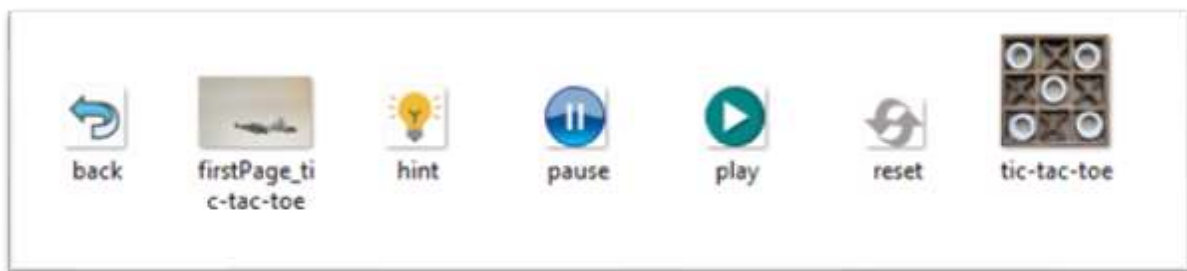 back
firstPage_ti
c-tac-toe
hint
pause
play
reset
tic-tac-toe